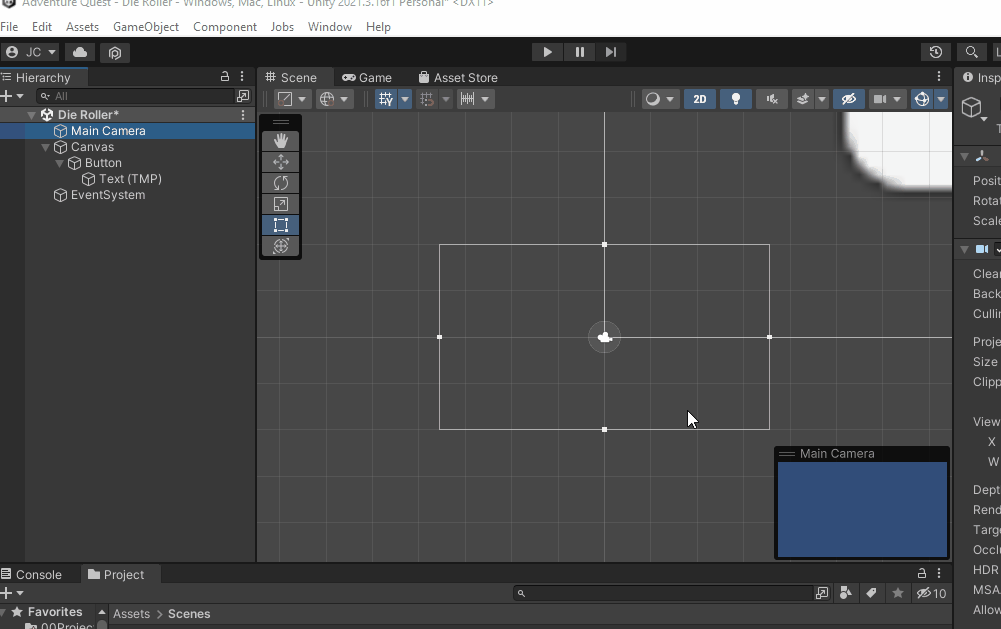 Adventure Quest - Die Roller - Windows, Mac, Linux - Unity 2021.3.16f1 Personal* <DX11>
File Edit Assets GameObject Component Jobs Window Help
JC
Hierarchy
Scene Game Asset Store
Insp
All
2D
Die Roller*
Main Camera
Canvas
Button
Text (TMP)
EventSystem
T
Posit
Rotat
Scale
Clear
Back
Cullin
Proje
Size
Clipp
View
X
W
Depth
Rend
Targe
Occlu
HDR
MSA
Allow
Main Camera
Console Project
10
Favorites
Assets > Scenes
00Projec